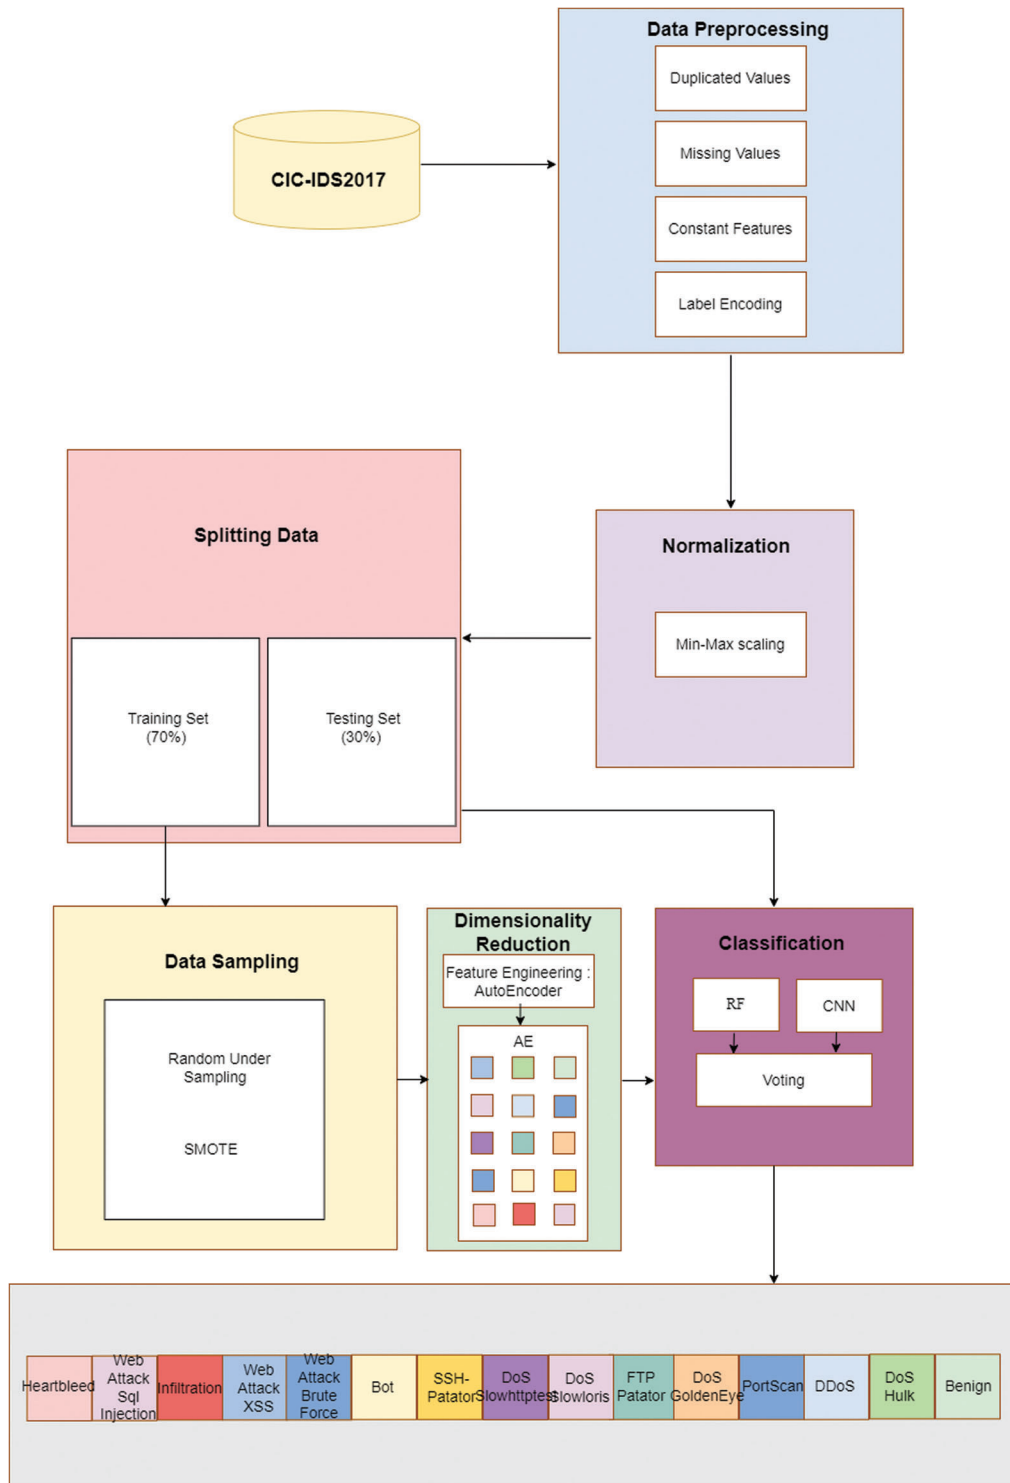 Data Preprocessing
Duplicated Values
Missing Values
Constant Features
Label Encoding
CIC-IDS2017
Splitting Data
Training Set
(70%)
Testing Set
(30%)
Normalization
Min-Max scaling
Data Sampling
Random Under
Sampling
SMOTE
Dimensionality
Reduction
Feature Engineering :
AutoEncoder
AE
Classification
RF
CNN
Voting
Heartbleed
Web
Attack
Sql
Injection
Infiltration
Web
Attack
XSS
Web
Attack
Brute
Force
Bot
SSH-
Patator
DoS
Slowhttptest
DoS
Slowloris
FTP
Patator
DoS
GoldenEye
PortScan
DDoS
DoS
Hulk
Benign